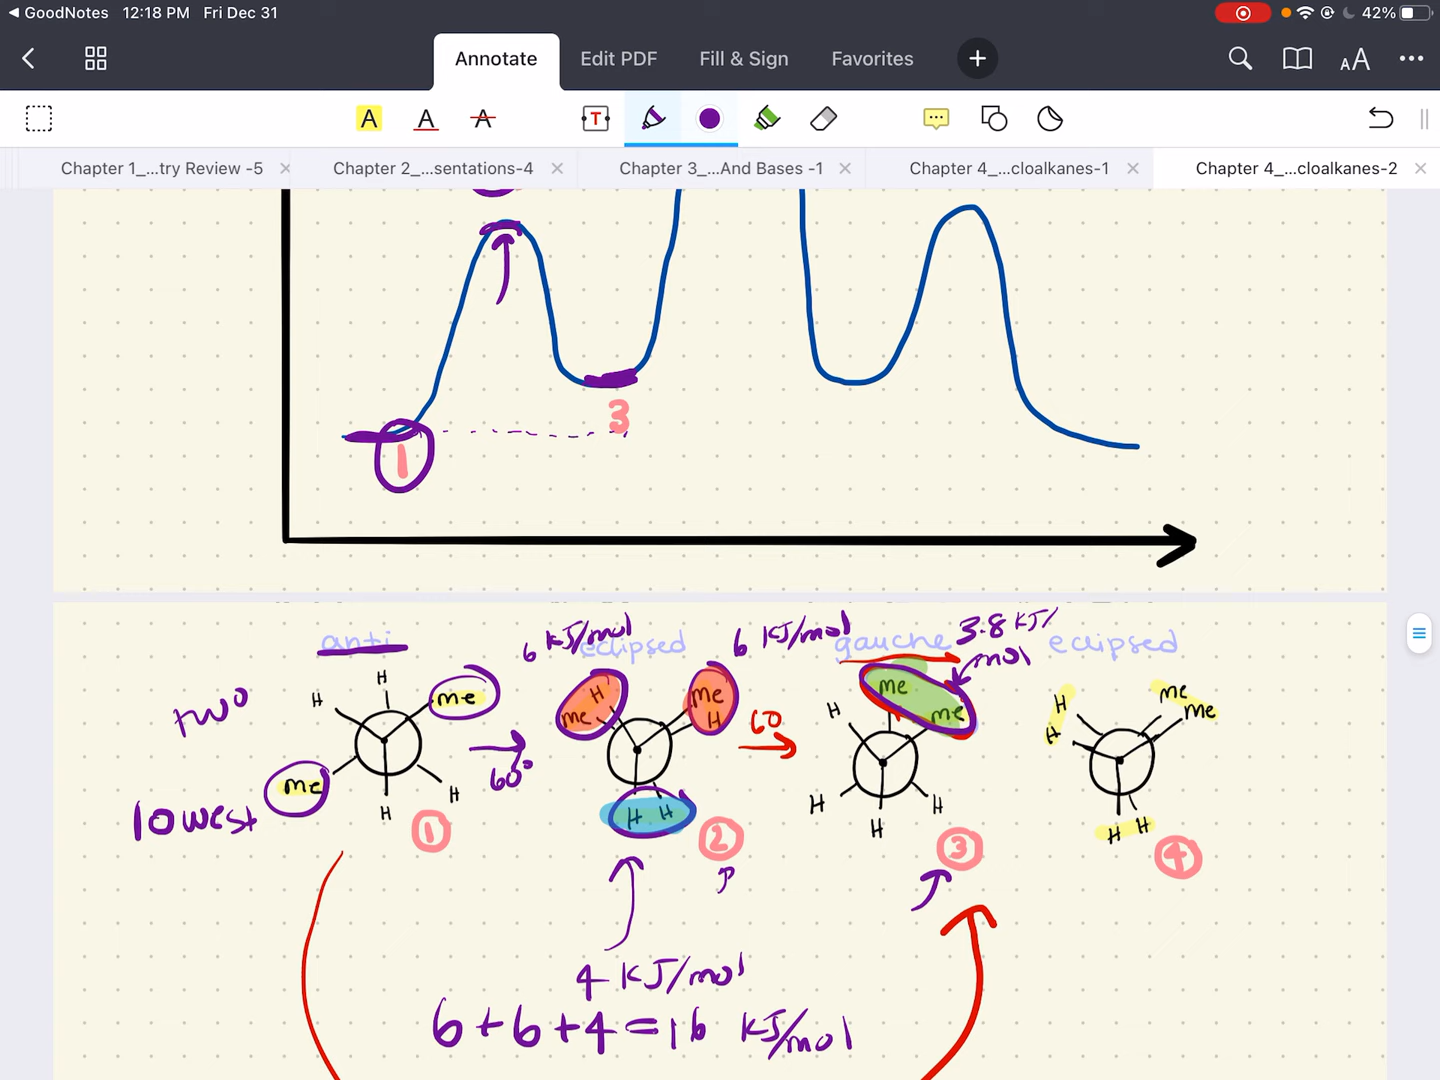 GoodNotes 12:18 PM Fri Dec 31 42%
Annotate Edit PDF Fill & Sign Favorites
A A A T
Chapter 1_...try Review -5 Chapter 2_...sentations-4 Chapter 3_...And Bases -1 Chapter 4_...cloalkanes-1 Chapter 4_...cloalkanes-2
3
1
anti 6 KJ/mol eclipsed 6 KJ/mol gauche 3.8 KJ/mol eclipsed
two
lowest
H H me me H H 1
60°
H me me H H H 2
60
me me H H H H 3
H H me me H H 4
4 KJ/mol
6+6+4=16 KJ/mol